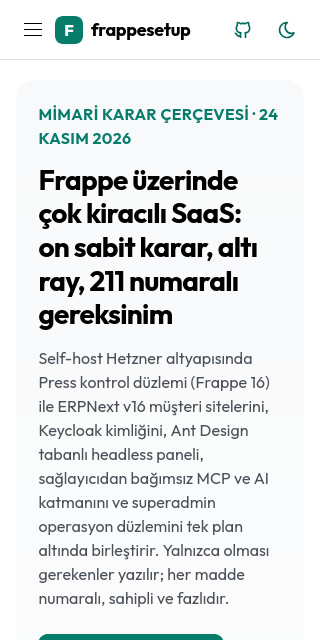 F frappesetup
MİMARİ KARAR ÇERÇEVESİ · 24
KASIM 2026
Frappe üzerinde
çok kiracılı SaaS:
on sabit karar, altı
ray, 211 numaralı
gereksinim
Self-host Hetzner altyapısında
Press kontrol düzlemi (Frappe 16)
ile ERPNext v16 müşteri sitelerini,
Keycloak kimliğini, Ant Design
tabanlı headless paneli,
sağlayıcıdan bağımsız MCP ve AI
katmanını ve superadmin
operasyon düzlemini tek plan
altında birleştirir. Yalnızca olması
gerekenler yazılır; her madde
numaralı, sahipli ve fazlıdır.